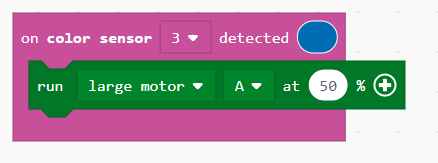 on color sensor 3 detected
run large motor A at 50 %